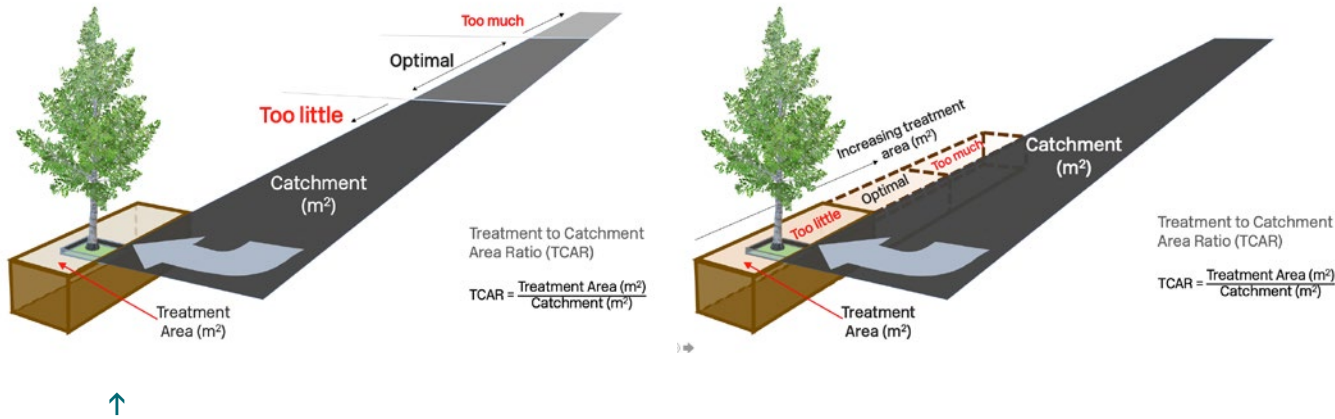 Too much
Optimal
Too little
Catchment
(m²)
Treatment to Catchment
Area Ratio (TCAR)
TCAR = Treatment Area (m²)
Catchment (m²)
Treatment
Area (m²)
Increasing treatment
area (m²)
Too much
Optimal
Too little
Catchment
(m²)
Treatment to Catchment
Area Ratio (TCAR)
TCAR = Treatment Area (m²)
Catchment (m²)
Treatment
Area (m²)